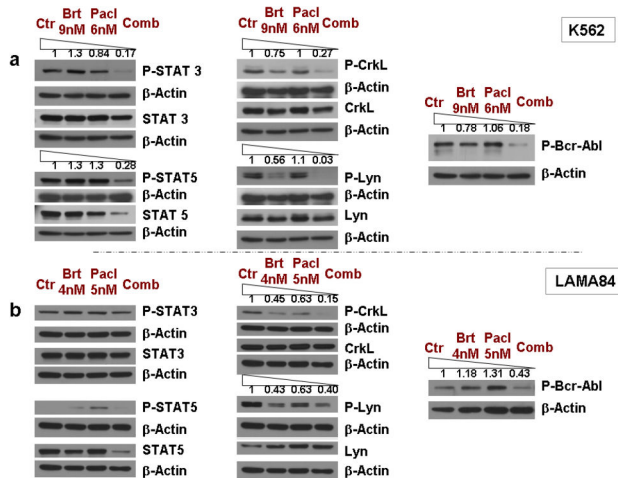 K562
a
Ctr Brt 9nM Pacl 6nM Comb
1 1.3 0.84 0.17
P-STAT 3
β-Actin
STAT 3
β-Actin
1 1.3 1.3 0.28
P-STAT5
β-Actin
STAT 5
β-Actin
Ctr Brt 9nM Pacl 6nM Comb
1 0.75 1 0.27
P-CrkL
β-Actin
CrkL
β-Actin
1 0.56 1.1 0.03
P-Lyn
β-Actin
Lyn
β-Actin
Ctr Brt 9nM Pacl 6nM Comb
1 0.78 1.06 0.18
P-Bcr-Abl
β-Actin
LAMA84
b
Ctr Brt 4nM Pacl 5nM Comb
P-STAT3
β-Actin
STAT3
β-Actin
P-STAT5
β-Actin
STAT5
β-Actin
Ctr Brt 4nM Pacl 5nM Comb
1 0.45 0.63 0.15
P-CrkL
β-Actin
CrkL
β-Actin
1 0.43 0.63 0.40
P-Lyn
β-Actin
Lyn
β-Actin
Ctr Brt 4nM Pacl 5nM Comb
1 1.18 1.31 0.43
P-Bcr-Abl
β-Actin